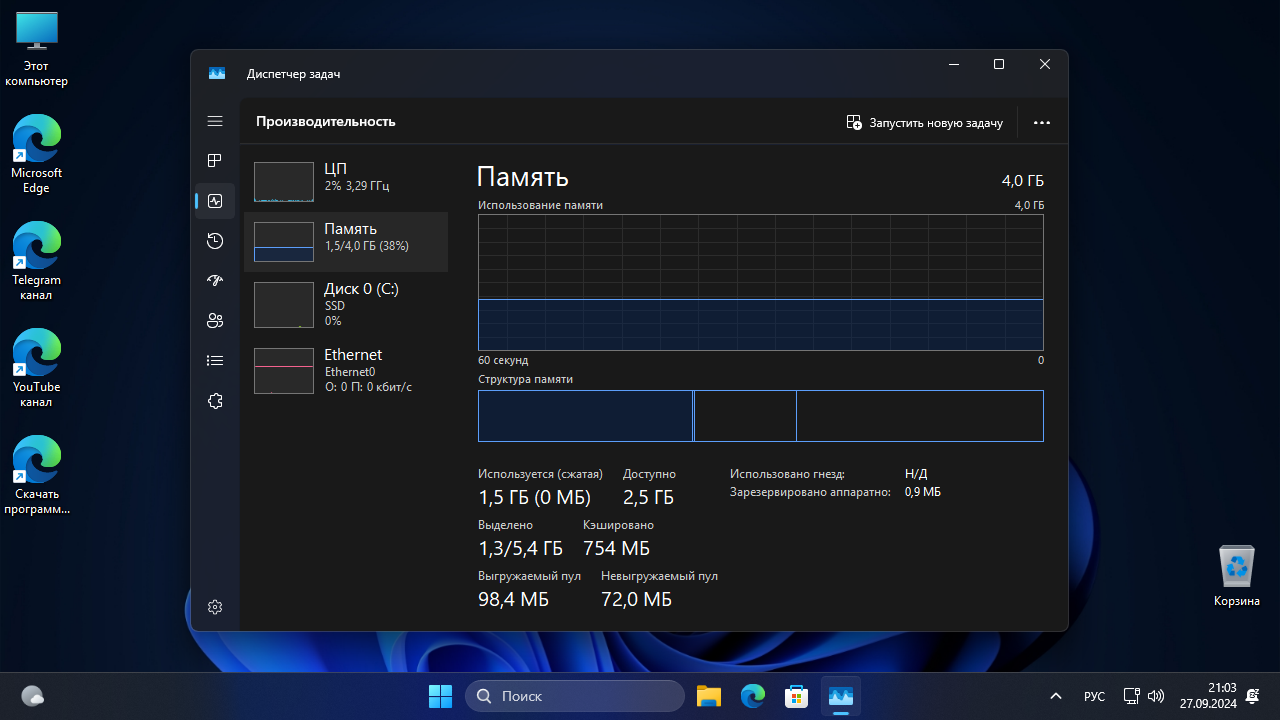 Этот
компьютер
Microsoft
Edge
Telegram
канал
YouTube
канал
Скачать
программ...
Диспетчер задач
Производительность
Запустить новую задачу
ЦП
2% 3,29 ГГц
Память
1,5/4,0 ГБ (38%)
Диск 0 (C:)
SSD
0%
Ethernet
Ethernet0
О: 0 П: 0 кбит/с
Память
4,0 ГБ
Использование памяти
4,0 ГБ
60 секунд
0
Структура памяти
Используется (сжатая)
1,5 ГБ (0 МБ)
Доступно
2,5 ГБ
Выделено
1,3/5,4 ГБ
Кэшировано
754 МБ
Выгружаемый пул
98,4 МБ
Невыгружаемый пул
72,0 МБ
Использовано гнезд:
Н/Д
Зарезервировано аппаратно:
0,9 МБ
Корзина
Поиск
РУС
21:03
27.09.2024